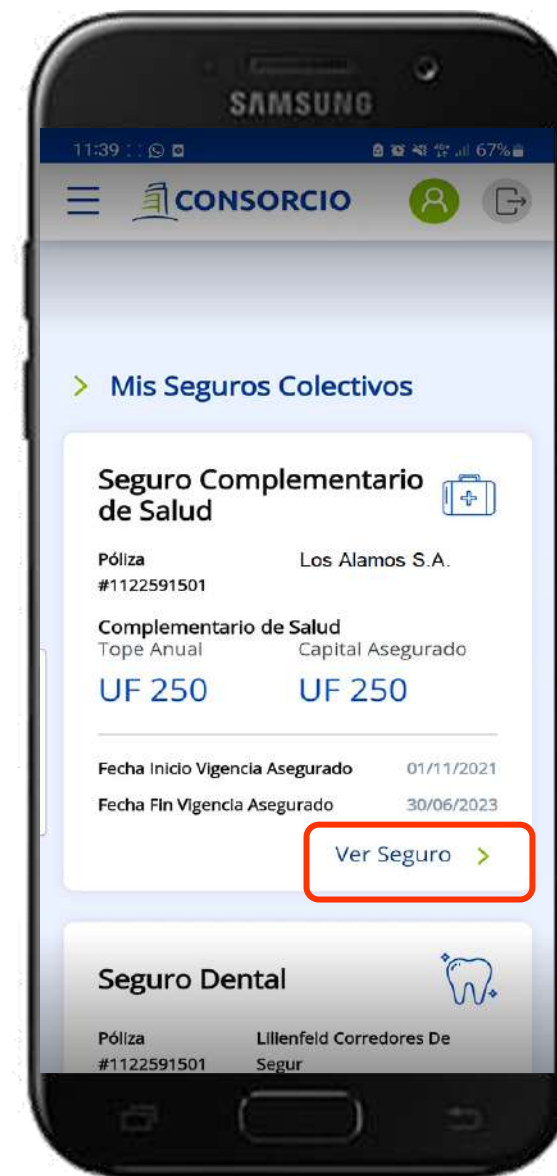 SAMSUNG
11:39
67%
CONSORCIO
Mis Seguros Colectivos
Seguro Complementario
de Salud
Póliza Los Alamos S.A.
#1122591501
Complementario de Salud
Tope Anual Capital Asegurado
UF 250 UF 250
Fecha Inicio Vigencia Asegurado 01/11/2021
Fecha Fin Vigencia Asegurado 30/06/2023
Ver Seguro
Seguro Dental
Póliza Lilienfeld Corredores De
#1122591501 Segur